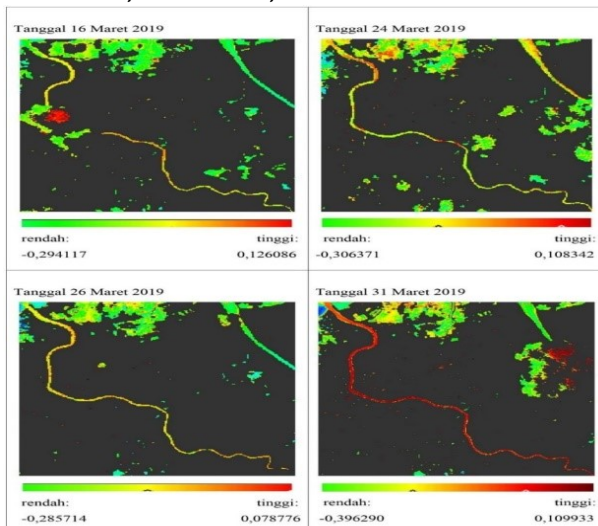 Tanggal 16 Maret 2019
rendah: tinggi:
-0,294117 0,126086
Tanggal 24 Maret 2019
rendah: tinggi:
-0,306371 0,108342
Tanggal 26 Maret 2019
rendah: tinggi:
-0,285714 0,078776
Tanggal 31 Maret 2019
rendah: tinggi:
-0,396290 0,109933